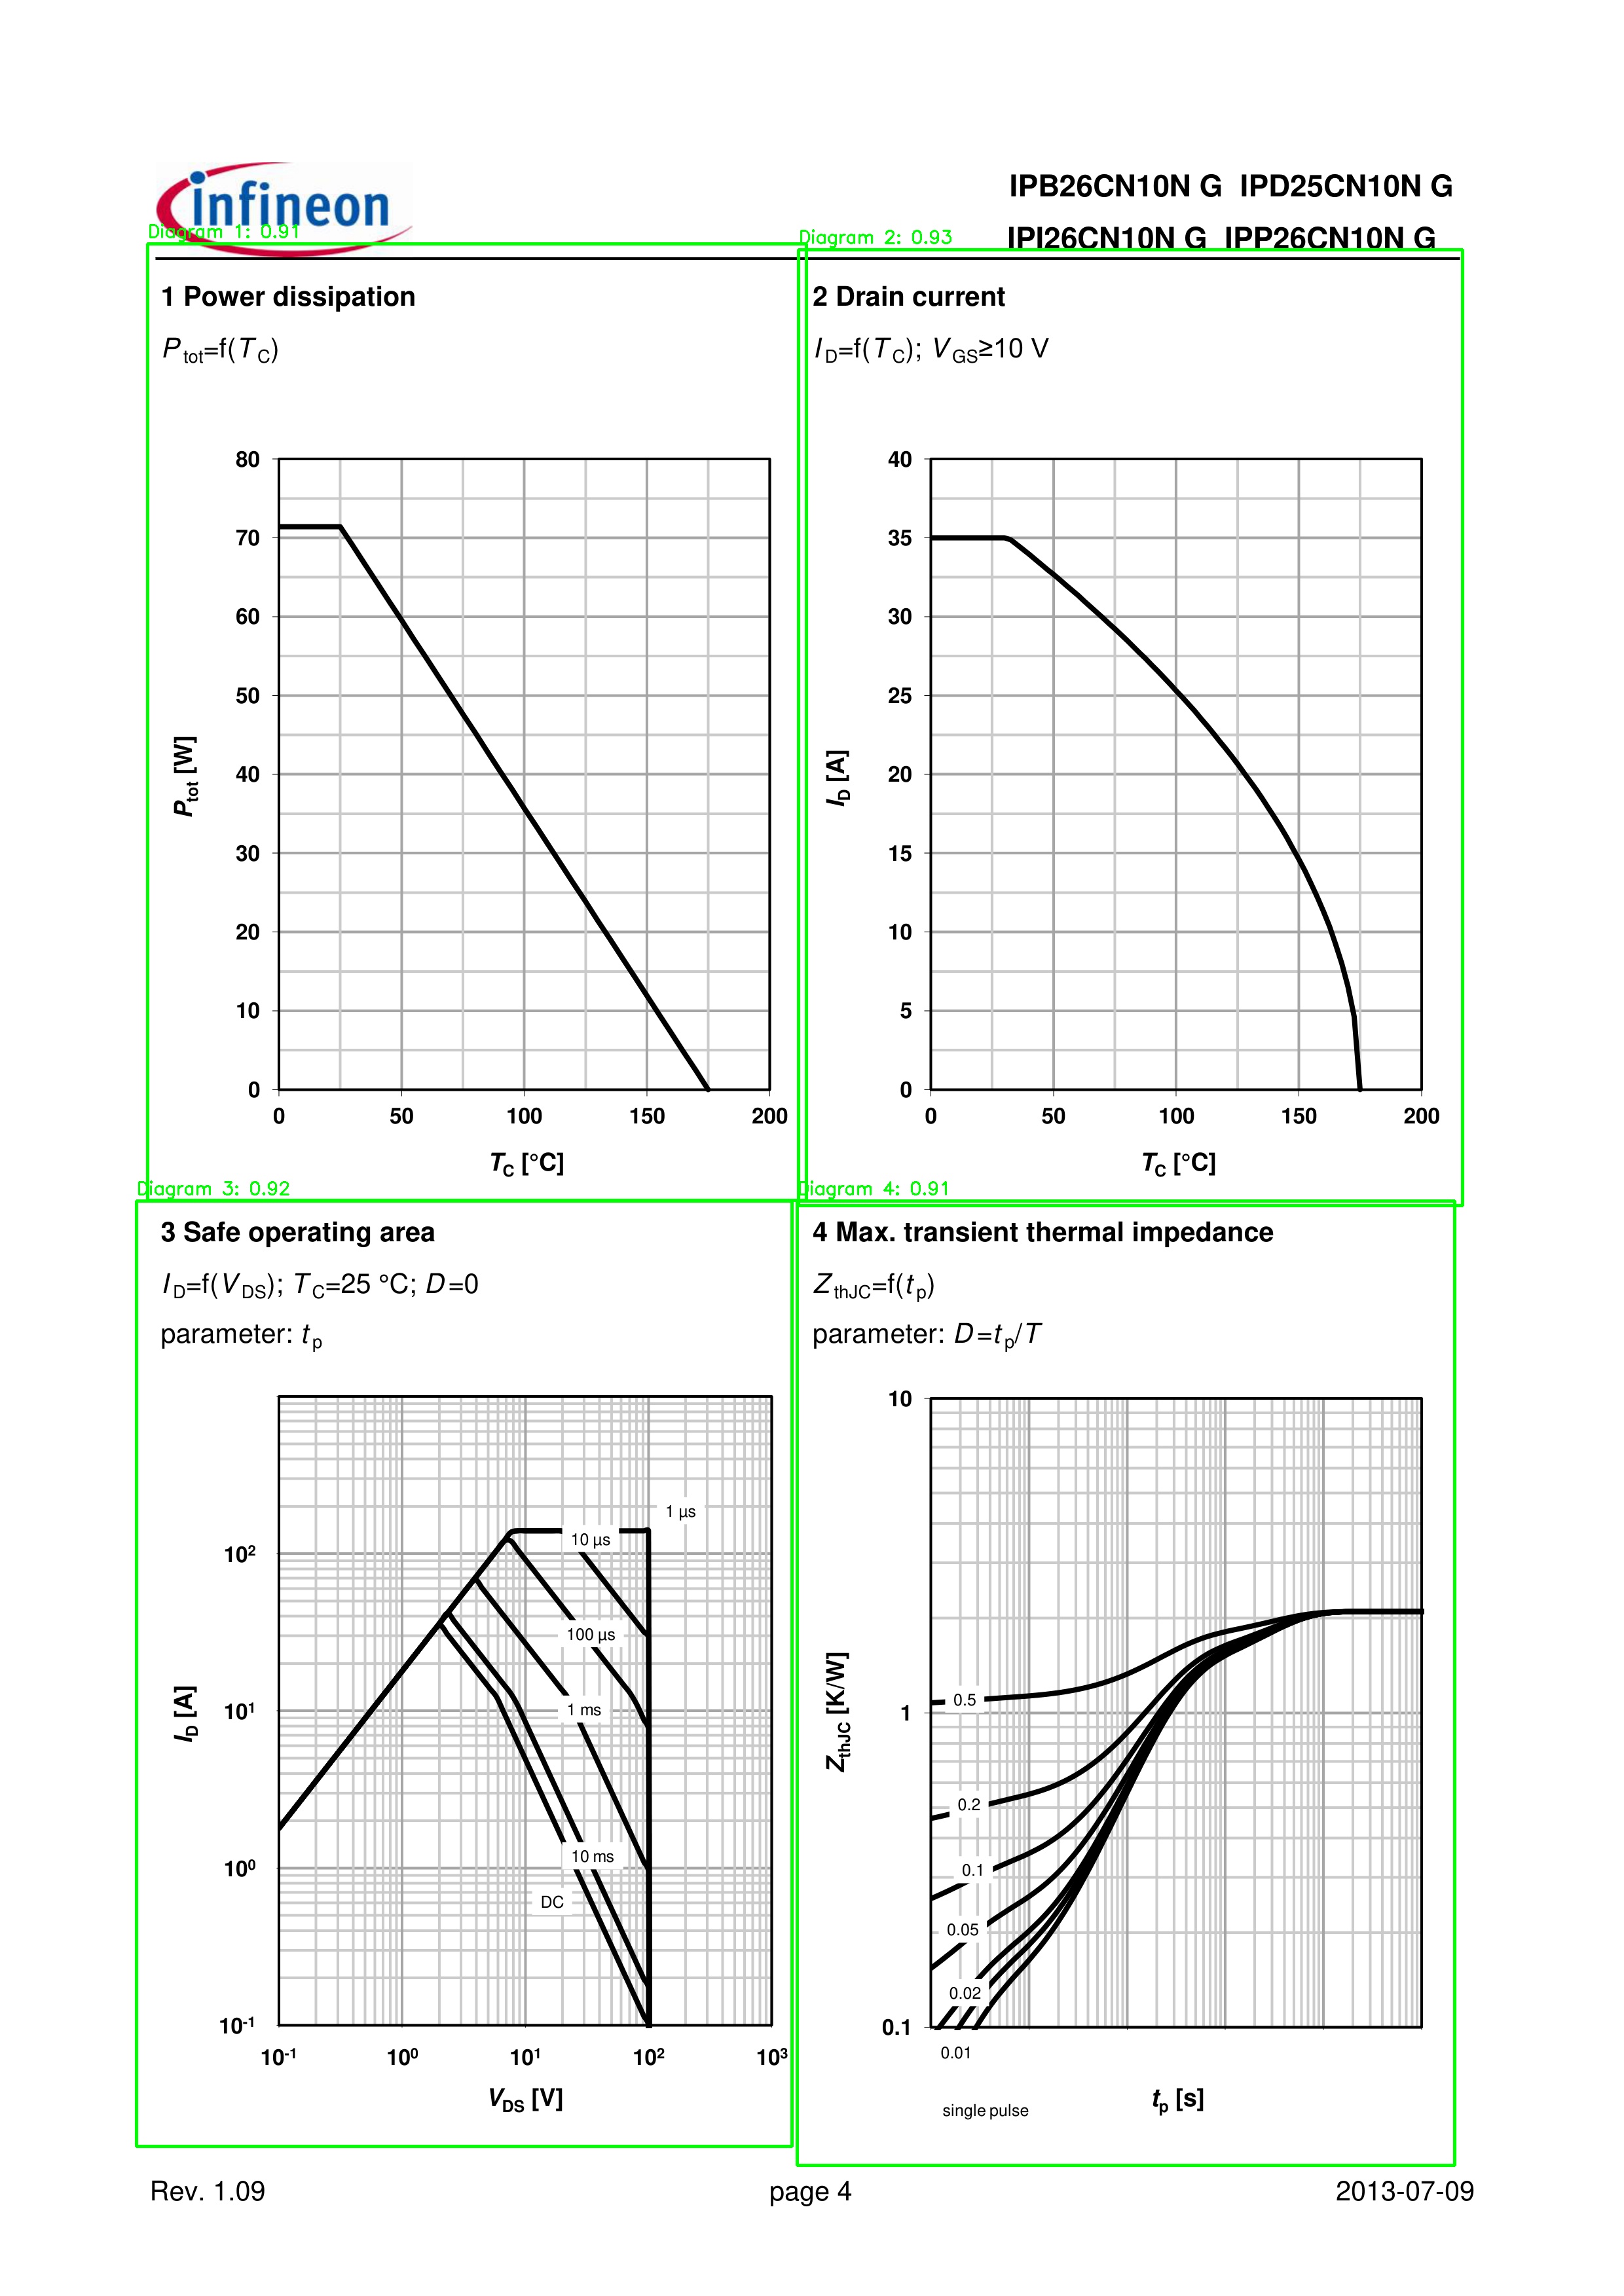 infineon
IPB26CN10N G IPD25CN10N G
IPI26CN10N G IPP26CN10N G
Diagram 1: 0.91
Diagram 2: 0.93
1 Power dissipation
Ptot=f(TC)
80
70
60
50
40
30
20
10
0
Ptot [W]
0 50 100 150 200
TC [°C]
2 Drain current
ID=f(TC); VGS≥10 V
40
35
30
25
20
15
10
5
0
ID [A]
0 50 100 150 200
TC [°C]
Diagram 3: 0.92
Diagram 4: 0.91
3 Safe operating area
ID=f(VDS); TC=25 °C; D=0
parameter: tp
1 µs
10 µs
100 µs
1 ms
10 ms
DC
10²
10¹
10⁰
10⁻¹
ID [A]
10⁻¹ 10⁰ 10¹ 10² 10³
VDS [V]
4 Max. transient thermal impedance
ZthJC=f(tp)
parameter: D=tp/T
10
1
0.1
ZthJC [K/W]
0.5
0.2
0.1
0.05
0.02
0.01
single pulse
tp [s]
Rev. 1.09 page 4 2013-07-09